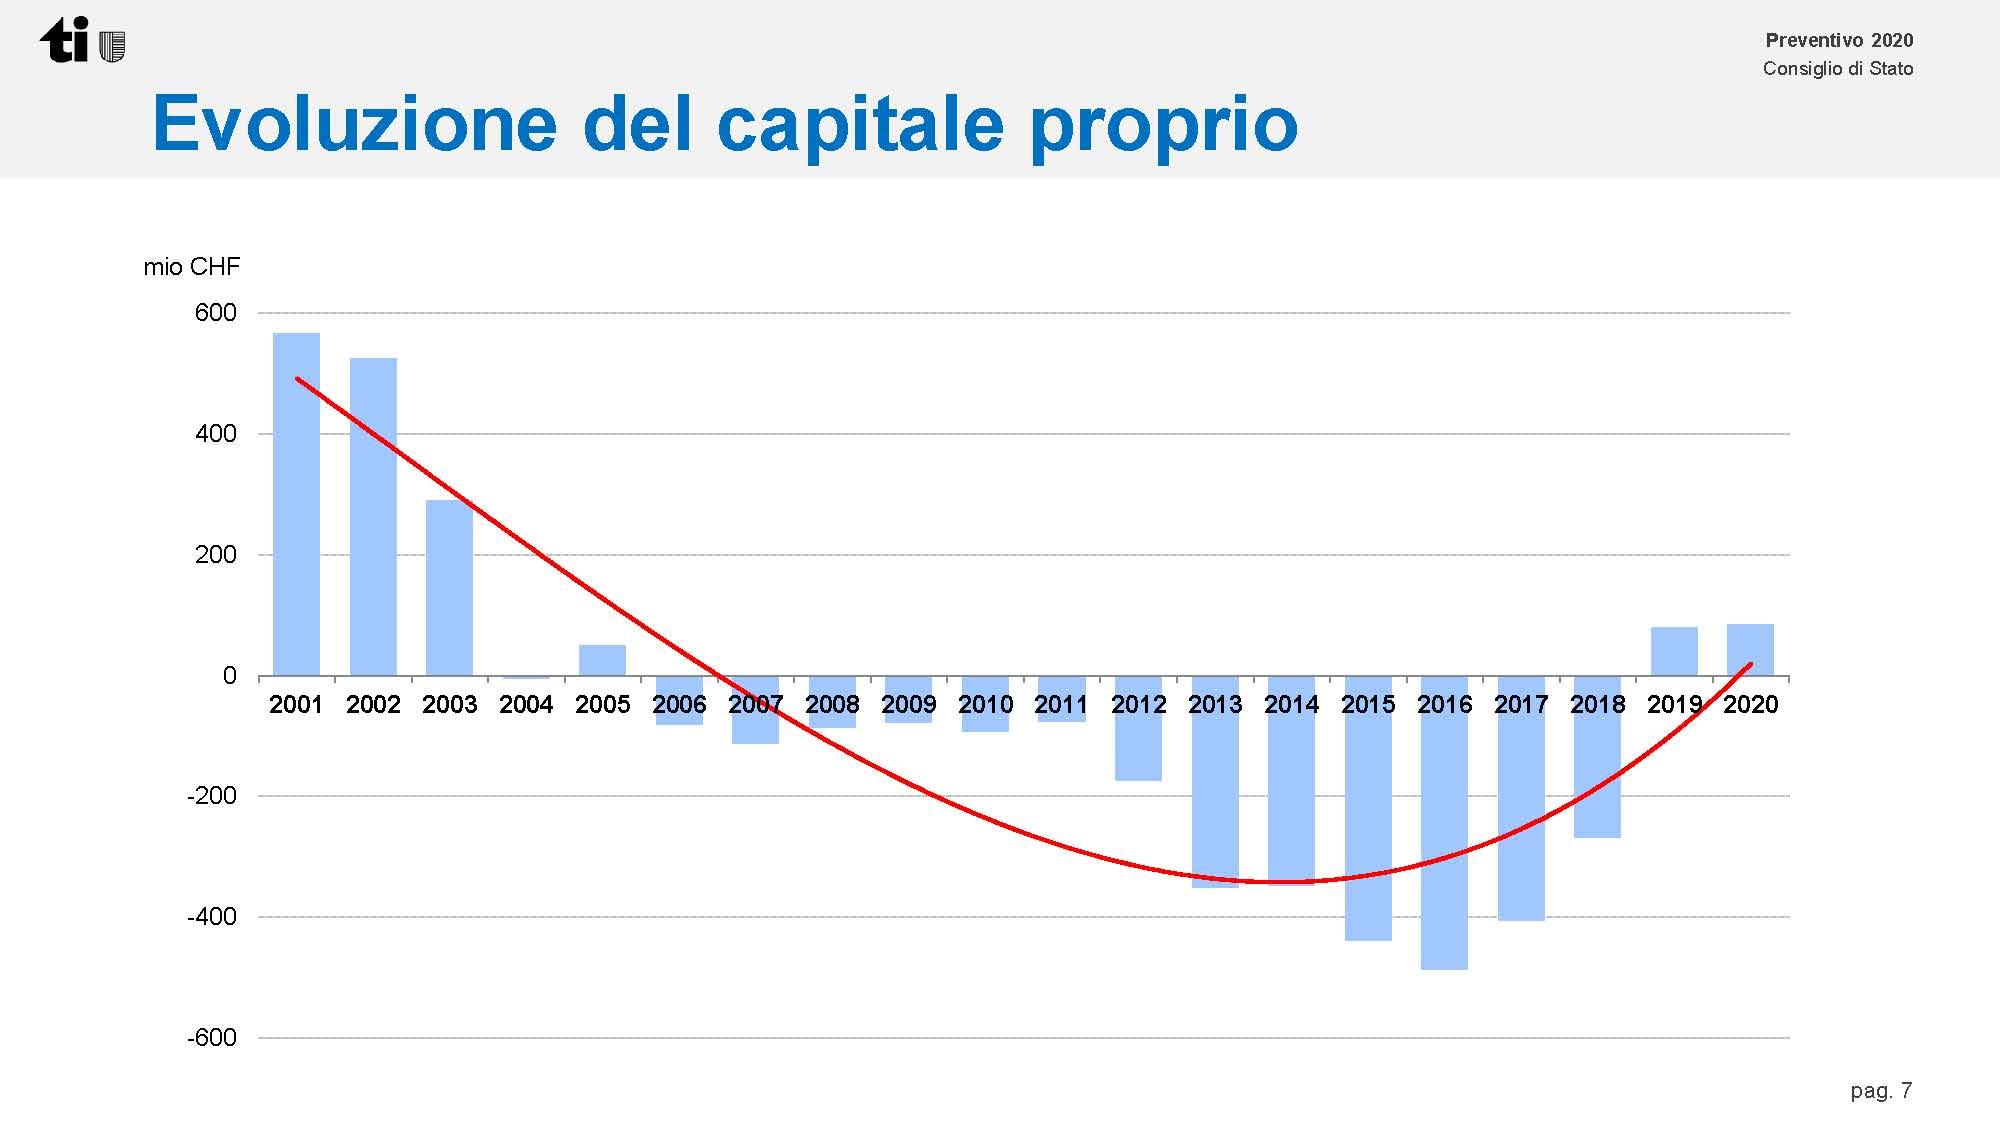 ti
Preventivo 2020
Consiglio di Stato
Evoluzione del capitale proprio
mio CHF
600
400
200
0
2001 2002 2003 2004 2005 2006 2007 2008 2009 2010 2011 2012 2013 2014 2015 2016 2017 2018 2019 2020
-200
-400
-600
pag. 7